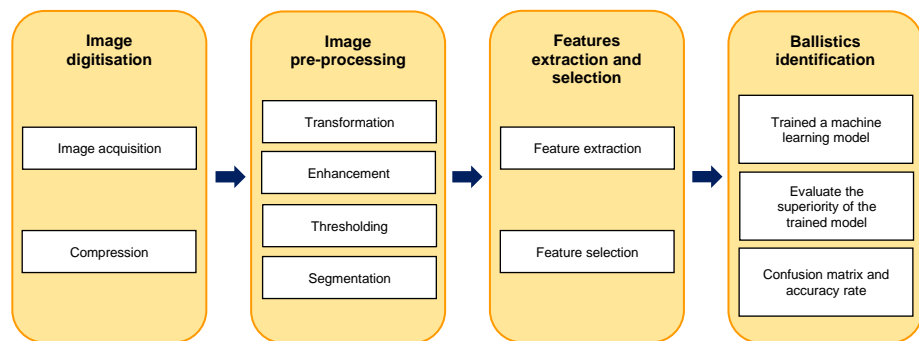 Image
digitisation
Image acquisition
Compression
Image
pre-processing
Transformation
Enhancement
Thresholding
Segmentation
Features
extraction and
selection
Feature extraction
Feature selection
Ballistics
identification
Trained a machine
learning model
Evaluate the
superiority of the
trained model
Confusion matrix and
accuracy rate